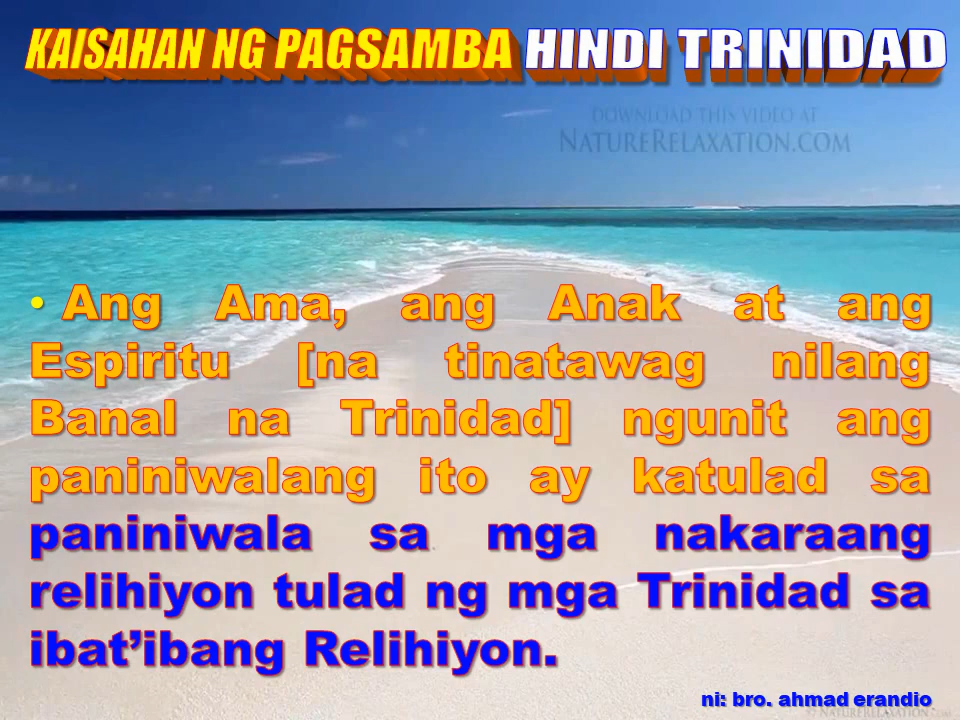 KAISAHAN NG PAGSAMBA HINDI TRINIDAD
DOWNLOAD THIS VIDEO AT
NATURERELAXATION.COM
• Ang Ama, ang Anak at ang
Espiritu [na tinatawag nilang
Banal na Trinidad] ngunit ang
paniniwalang ito ay katulad sa
paniniwala sa mga nakaraang
relihiyon tulad ng mga Trinidad sa
ibat’ibang Relihiyon.
ni: bro. ahmad erandio
NATURERELAXATION.COM